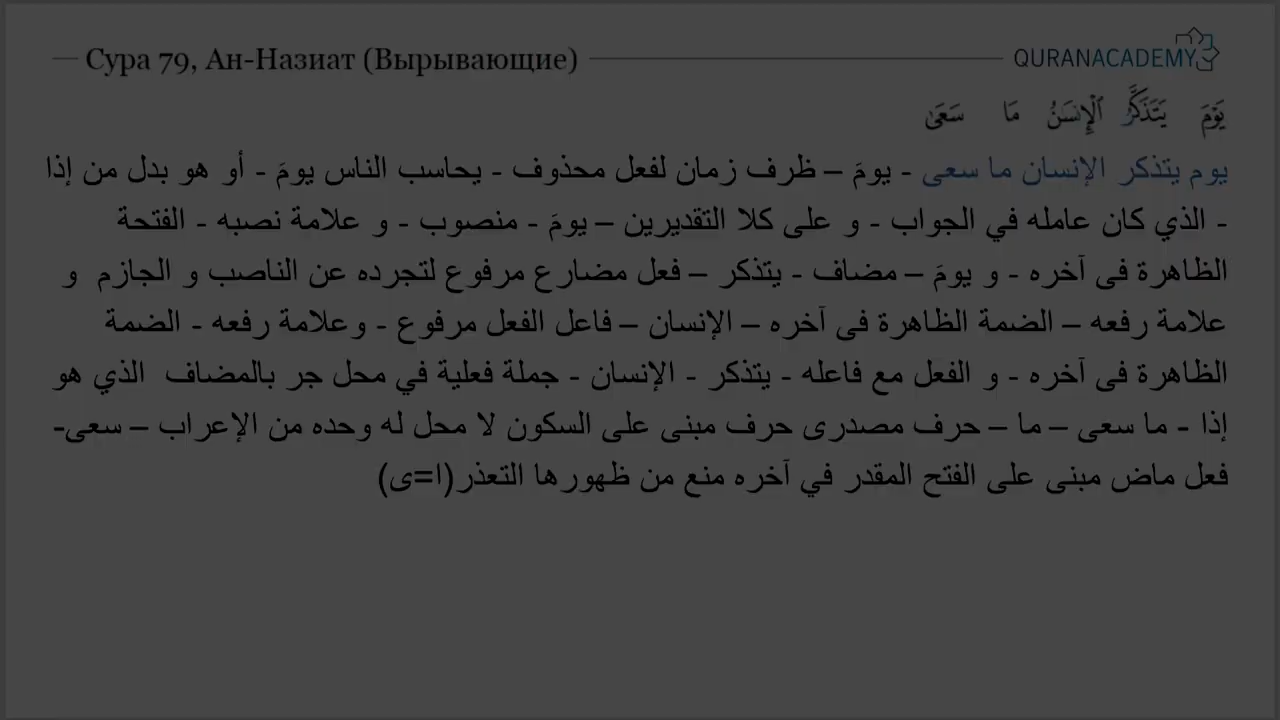 Сура 79, Ан-Назиат (Вырывающие)
QURANACADEMY
يَوْمَ يَتَذَكَّرُ ٱلْإِنسَٰنُ مَا سَعَىٰ
يوم يتذكر الإنسان ما سعى - يومَ – ظرف زمان لفعل محذوف - يحاسب الناس يومَ - أو هو بدل من إذا
- الذي كان عامله في الجواب - و على كلا التقديرين – يومَ - منصوب - و علامة نصبه - الفتحة
الظاهرة فى آخره - و يومَ – مضاف - يتذكر – فعل مضارع مرفوع لتجرده عن الناصب و الجازم و
علامة رفعه – الضمة الظاهرة فى آخره – الإنسان – فاعل الفعل مرفوع - وعلامة رفعه - الضمة
الظاهرة فى آخره - و الفعل مع فاعله - يتذكر - الإنسان - جملة فعلية في محل جر بالمضاف الذي هو
إذا - ما سعى – ما – حرف مصدرى حرف مبنى على السكون لا محل له وحده من الإعراب – سعى-
فعل ماض مبنى على الفتح المقدر في آخره منع من ظهورها التعذر(ا=ى)